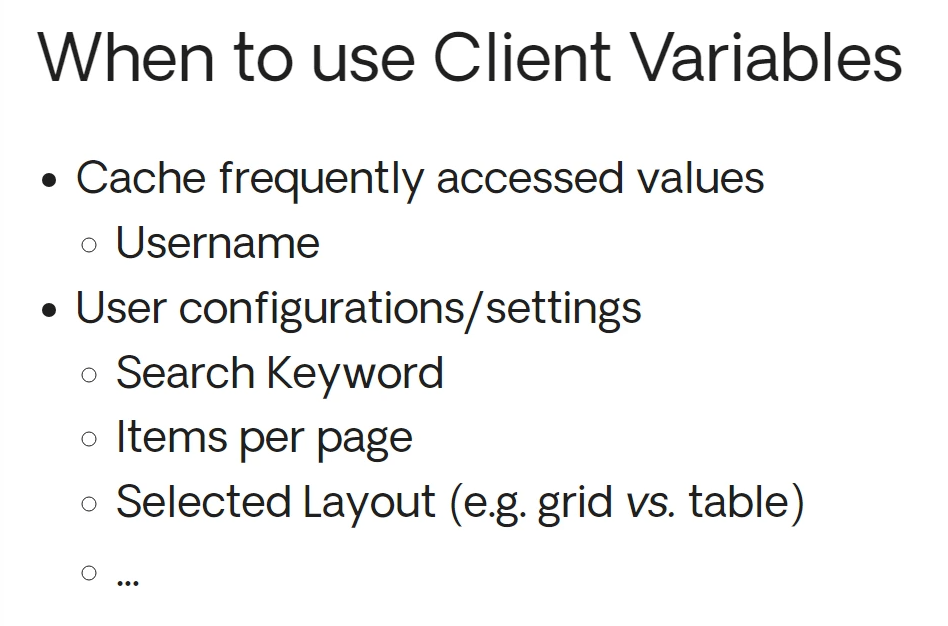 When to use Client Variables
• Cache frequently accessed values
○ Username
• User configurations/settings
○ Search Keyword
○ Items per page
○ Selected Layout (e.g. grid vs. table)
○ ...